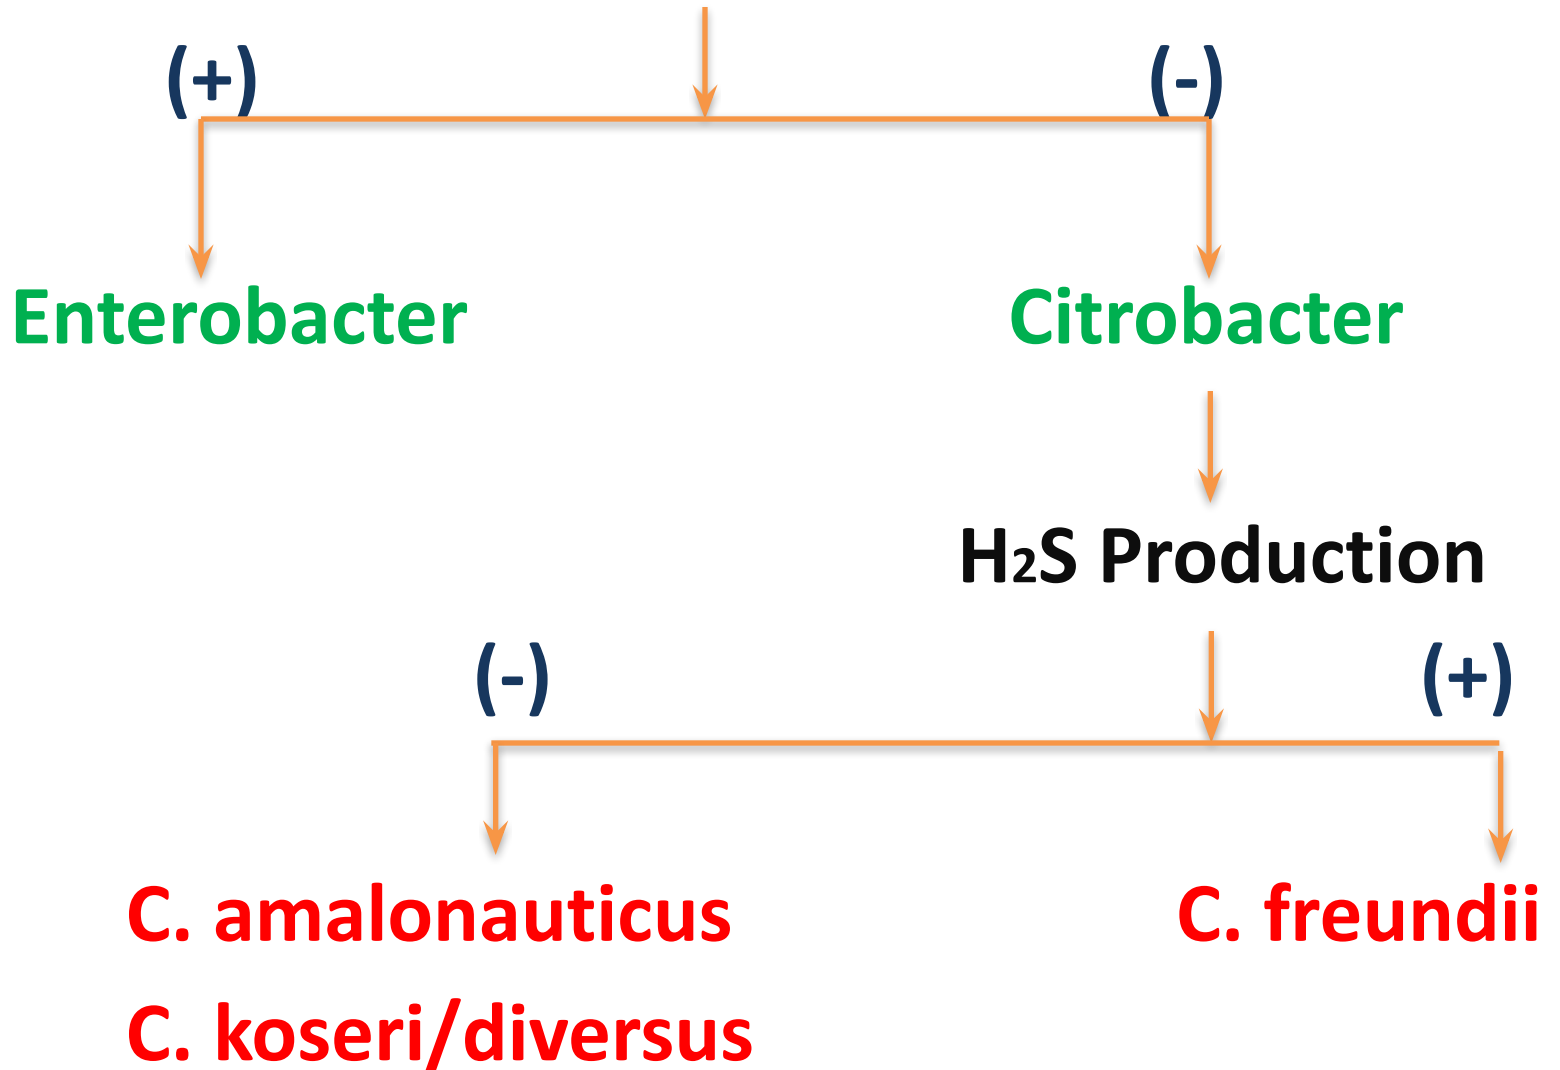 (+) (-)
Enterobacter Citrobacter
H₂S Production
(-) (+)
C. amalonauticus C. freundii
C. koseri/diversus